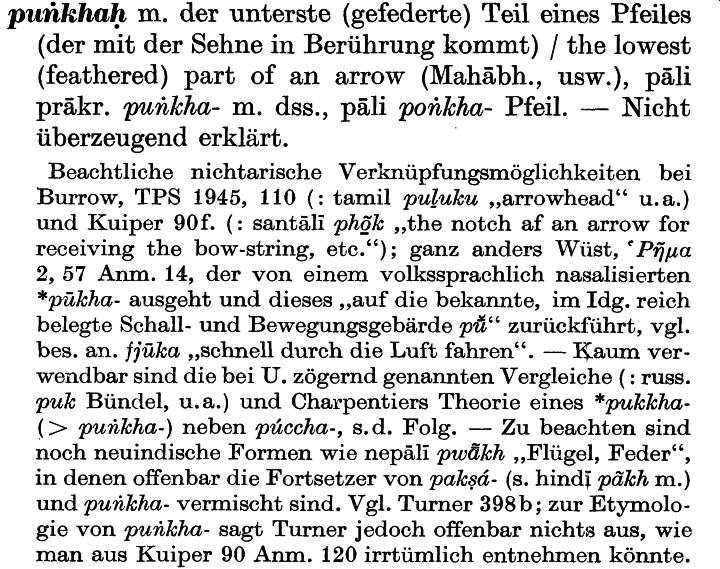 puṅkhaḥ m. der unterste (gefederte) Teil eines Pfeiles
(der mit der Sehne in Berührung kommt) / the lowest
(feathered) part of an arrow (Mahābh., usw.), pāli
prākr. puṅkha- m. dss., pāli poṅkha- Pfeil. — Nicht
überzeugend erklärt.
Beachtliche nichtarische Verknüpfungsmöglichkeiten bei
Burrow, TPS 1945, 110 (: tamil puḻuku „arrowhead“ u.a.)
und Kuiper 90f. (: santālī phõ̱k „the notch af an arrow for
receiving the bow-string, etc.“); ganz anders Wüst, Ῥῆμα
2, 57 Anm. 14, der von einem volkssprachlich nasalisierten
*pūkha- ausgeht und dieses „auf die bekannte, im Idg. reich
belegte Schall- und Bewegungsgebärde pū̆“ zurückführt, vgl.
bes. an. fjūka „schnell durch die Luft fahren“. — Kaum ver-
wendbar sind die bei U. zögernd genannten Vergleiche (: russ.
puk Bündel, u.a.) und Charpentiers Theorie eines *pukkha-
(> puṅkha-) neben púccha-, s.d. Folg. — Zu beachten sind
noch neuindische Formen wie nepālī pwā̃kh „Flügel, Feder“,
in denen offenbar die Fortsetzer von pakṣá- (s. hindī pãkh m.)
und puṅkha- vermischt sind. Vgl. Turner 398b; zur Etymolo-
gie von puṅkha- sagt Turner jedoch offenbar nichts aus, wie
man aus Kuiper 90 Anm. 120 irrtümlich entnehmen könnte.